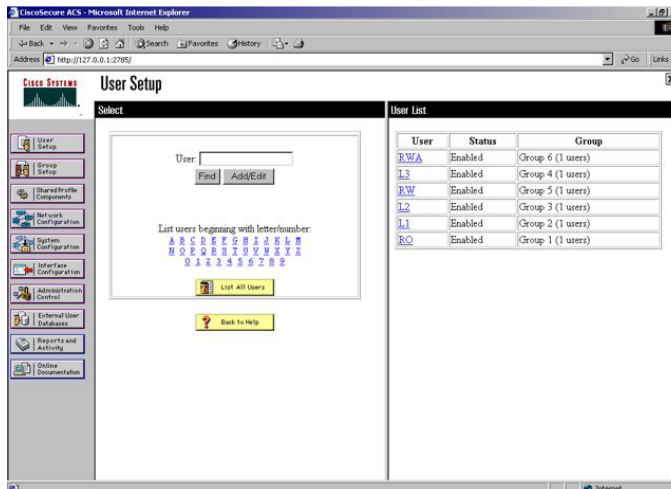 CiscoSecure ACS - Microsoft Internet Explorer
File Edit View Favorites Tools Help
Back Search Favorites History
Address http://127.0.0.1:2785/ Go Links
CISCO SYSTEMS
User Setup
Select
User List
User Setup
Group Setup
Shared Profile Components
Network Configuration
System Configuration
Interface Configuration
Administration Control
External User Databases
Reports and Activity
Online Documentation
User:
Find Add/Edit
List users beginning with letter/number:
A B C D E F G H I J K L M
N O P Q R S T U V W X Y Z
0 1 2 3 4 5 6 7 8 9
List All Users
Back to Help
User Status Group
RWA Enabled Group 6 (1 users)
L3 Enabled Group 4 (1 users)
RW Enabled Group 5 (1 users)
L2 Enabled Group 3 (1 users)
L1 Enabled Group 2 (1 users)
RO Enabled Group 1 (1 users)
Internet